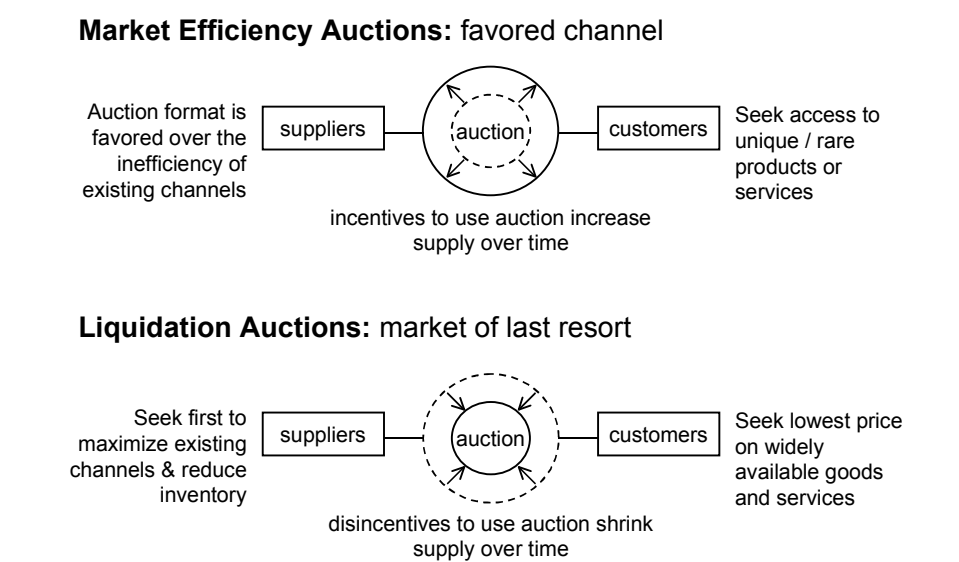 Market Efficiency Auctions: favored channel
Auction format is
favored over the
inefficiency of
existing channels
suppliers
auction
customers
Seek access to
unique / rare
products or
services
incentives to use auction increase
supply over time
Liquidation Auctions: market of last resort
Seek first to
maximize existing
channels & reduce
inventory
suppliers
auction
customers
Seek lowest price
on widely
available goods
and services
disincentives to use auction shrink
supply over time